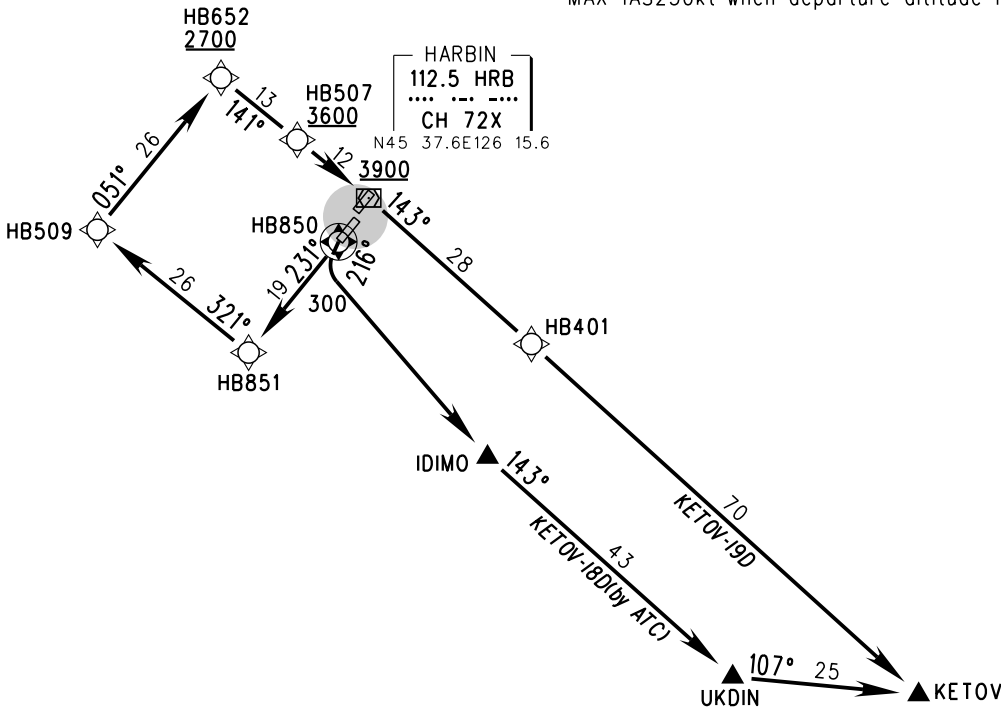 MAX IAS250kt when departure altitude
HB652
2700
HARBIN
112.5 HRB
CH 72X
N45 37.6E126 15.6
13
141°
HB507
3600
12
3900
26
051°
HB509
HB850
143°
28
231°
216°
19
300
26
321°
HB851
HB401
IDIMO
143°
70
KETOV-19D
43
KETOV-18D(by ATC)
107°
25
UKDIN
KETOV